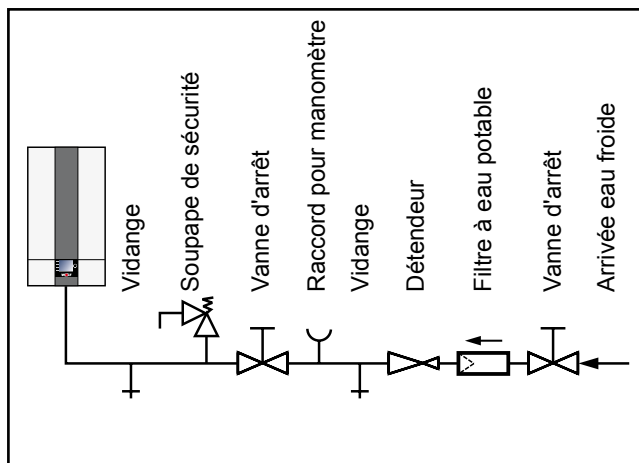 Vidange
Soupape de sécurité
Vanne d'arrêt
Raccord pour manomètre
Vidange
Détendeur
Filtre à eau potable
Vanne d'arrêt
Arrivée eau froide